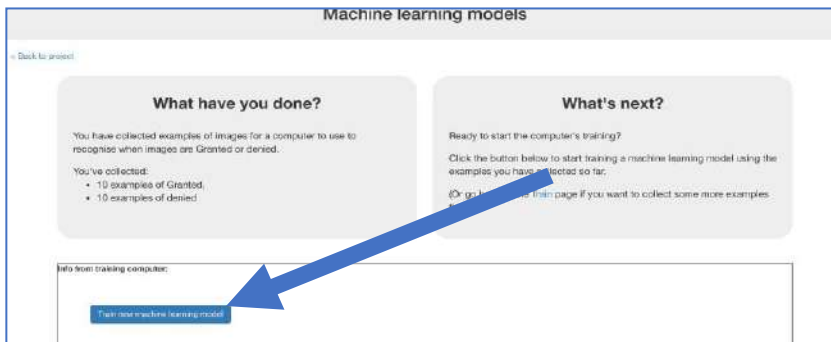 Machine learning models
« Back to project
What have you done?
You have collected examples of images for a computer to use to
recognise when images are Granted or denied.
You've collected:
• 10 examples of Granted,
• 10 examples of denied
What's next?
Ready to start the computer's training?
Click the button below to start training a machine learning model using the
examples you have collected so far.
(Or go Train page if you want to collect some more examples
Info from training computer:
Train new machine learning model